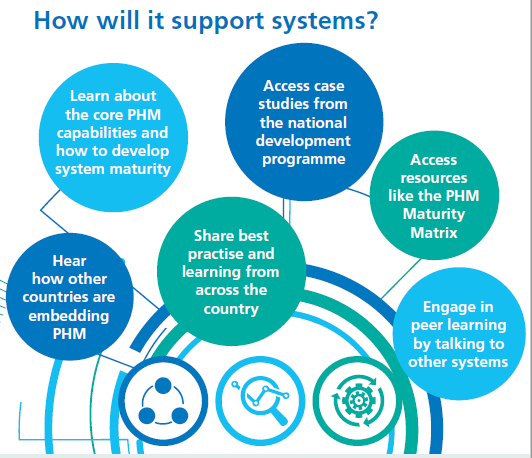 How will it support systems?
Learn about
the core PHM
capabilities and
how to develop
system maturity
Access case
studies from
the national
development
programme
Access
resources
like the PHM
Maturity
Matrix
Share best
practise and
learning from
across the
country
Hear
how other
countries are
embedding
PHM
Engage in
peer learning
by talking to
other systems